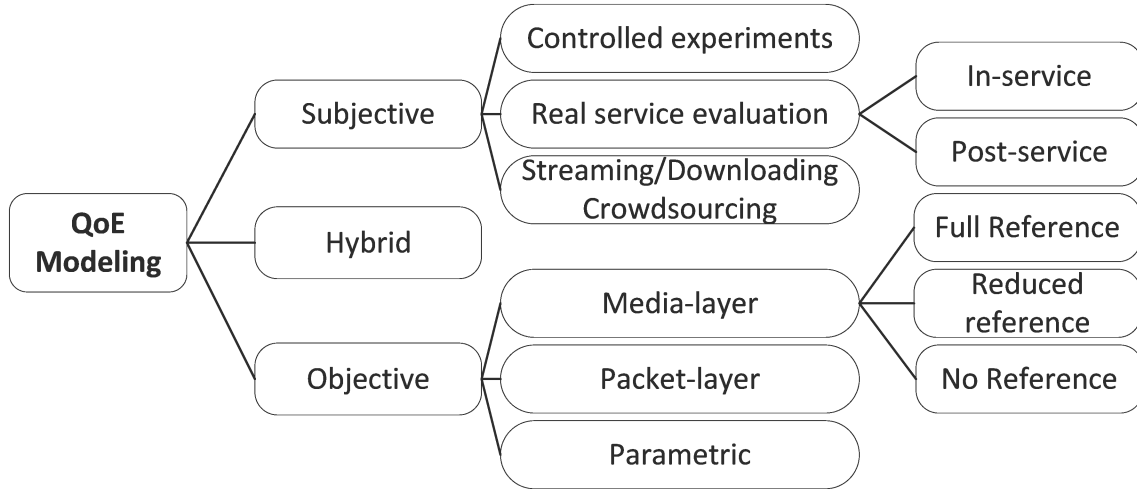 QoE
Modeling
Subjective
Hybrid
Objective
Controlled experiments
Real service evaluation
Streaming/Downloading
Crowdsourcing
Media-layer
Packet-layer
Parametric
In-service
Post-service
Full Reference
Reduced
reference
No Reference